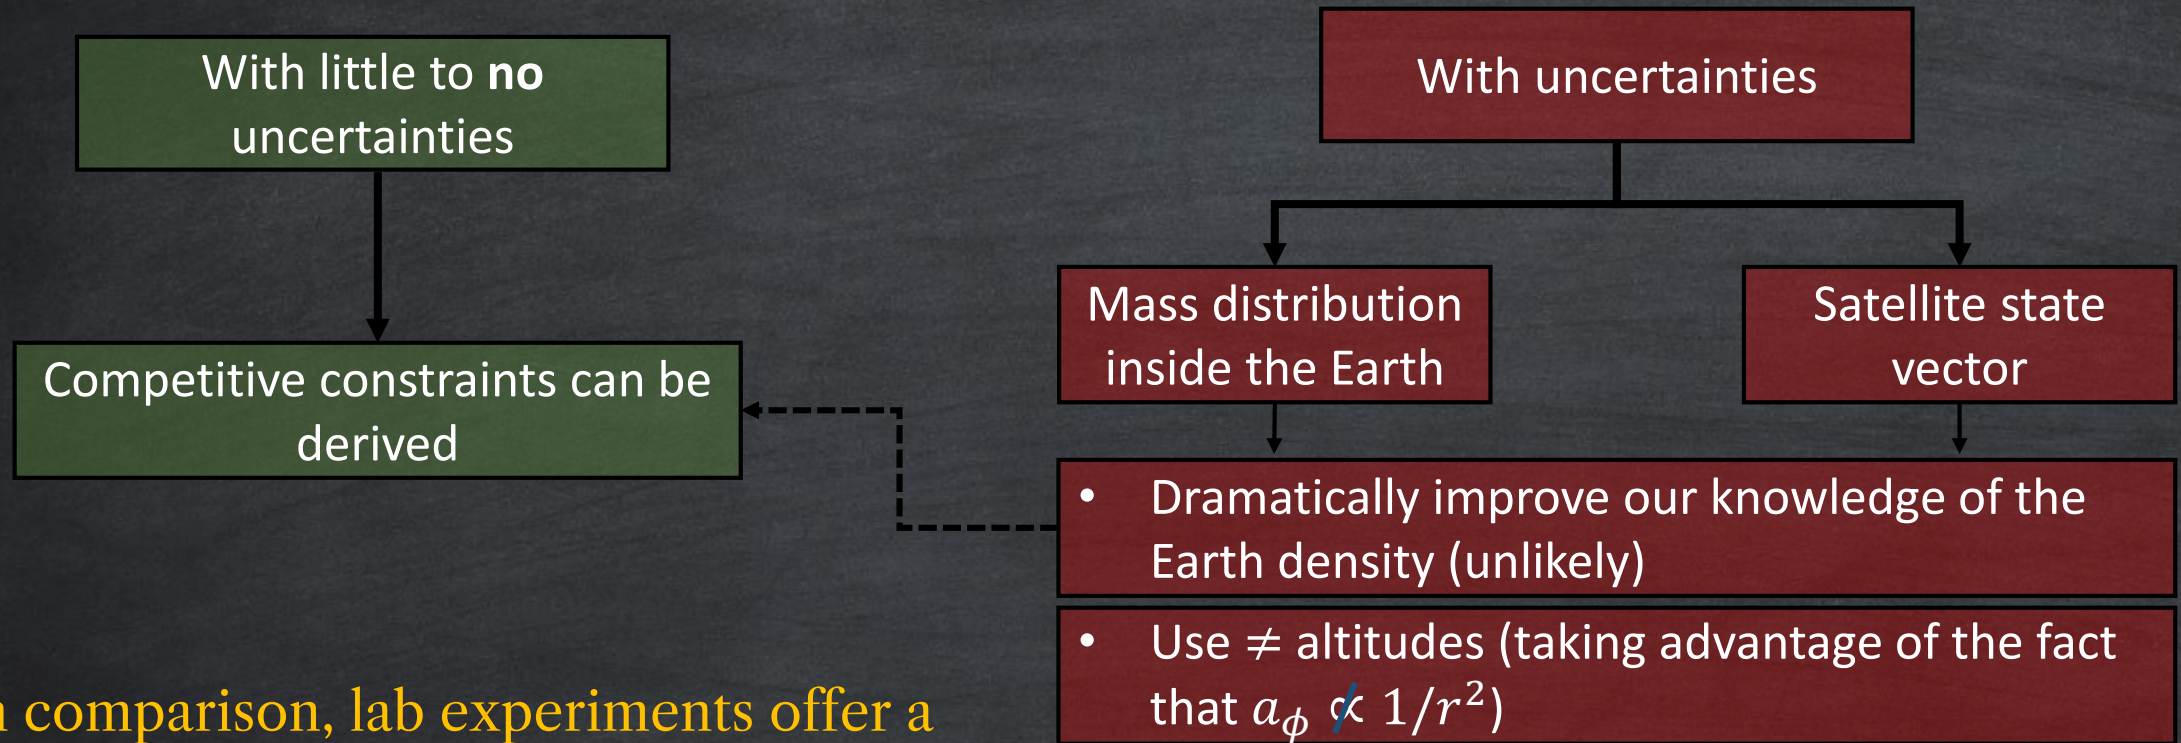 With little to no
uncertainties
With uncertainties
Mass distribution
inside the Earth
Satellite state
vector
Competitive constraints can be
derived
• Dramatically improve our knowledge of the
Earth density (unlikely)
• Use ≠ altitudes (taking advantage of the fact
that a_ϕ ∝̸ 1/r²)
comparison, lab experiments offer a